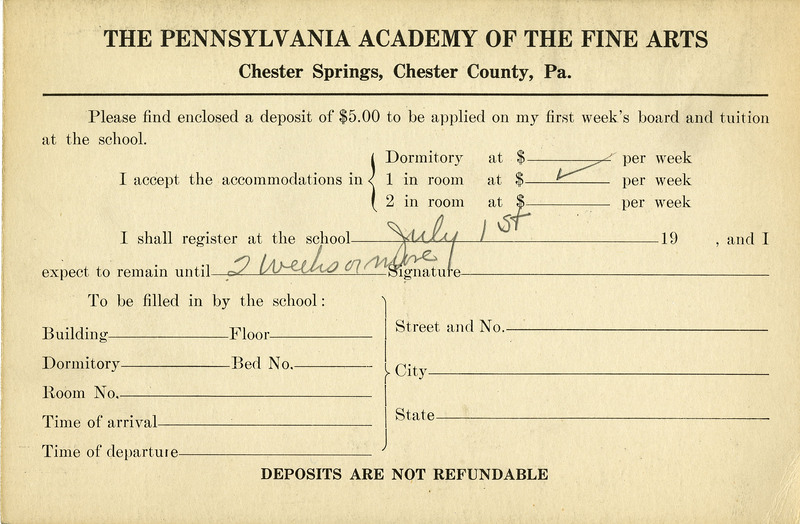 THE PENNSYLVANIA ACADEMY OF THE FINE ARTS
Chester Springs, Chester County, Pa.
Please find enclosed a deposit of $5.00 to be applied on my first week's board and tuition
at the school.
I accept the accommodations in
Dormitory at $ per week
1 in room at $ ✓ per week
2 in room at $ per week
I shall register at the school July 1st 19 , and I
expect to remain until 2 weeks or more Signature
To be filled in by the school:
Building Floor
Dormitory Bed No.
Room No.
Time of arrival
Time of departure
Street and No.
City
State
DEPOSITS ARE NOT REFUNDABLE